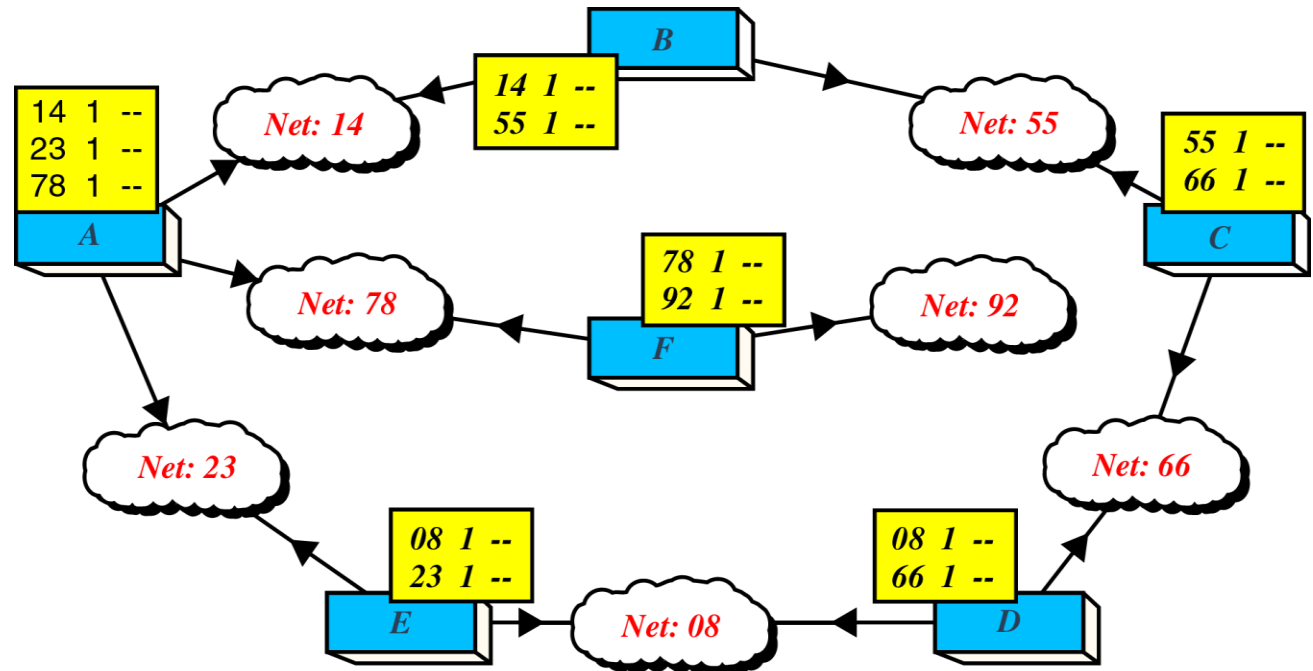 B
14 1 --
55 1 --
Net: 14
Net: 55
14 1 --
23 1 --
78 1 --
A
55 1 --
66 1 --
C
78 1 --
92 1 --
F
Net: 78
Net: 92
Net: 23
Net: 66
08 1 --
23 1 --
E
Net: 08
08 1 --
66 1 --
D